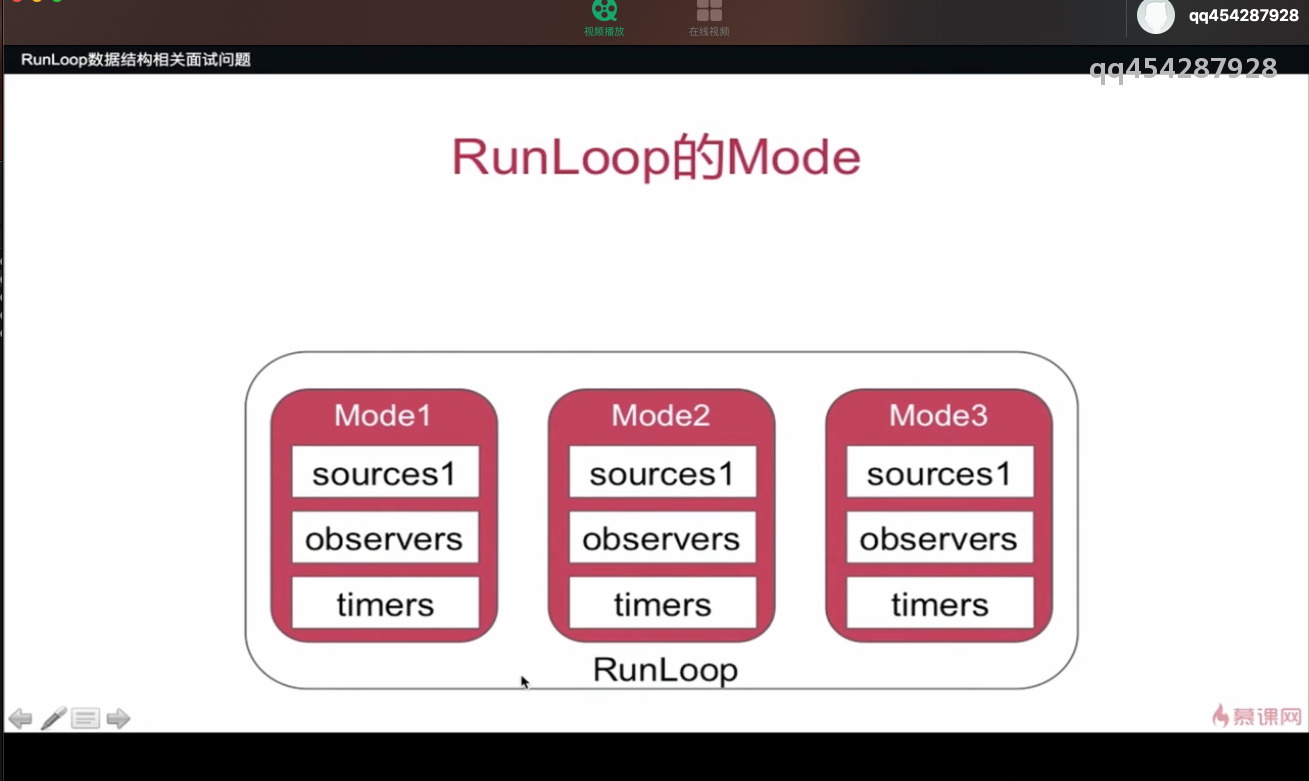 视频播放
在线视频
qq454287928
RunLoop数据结构相关面试问题
qq454287928
RunLoop的Mode
Mode1
sources1
observers
timers
Mode2
sources1
observers
timers
Mode3
sources1
observers
timers
RunLoop
慕课网